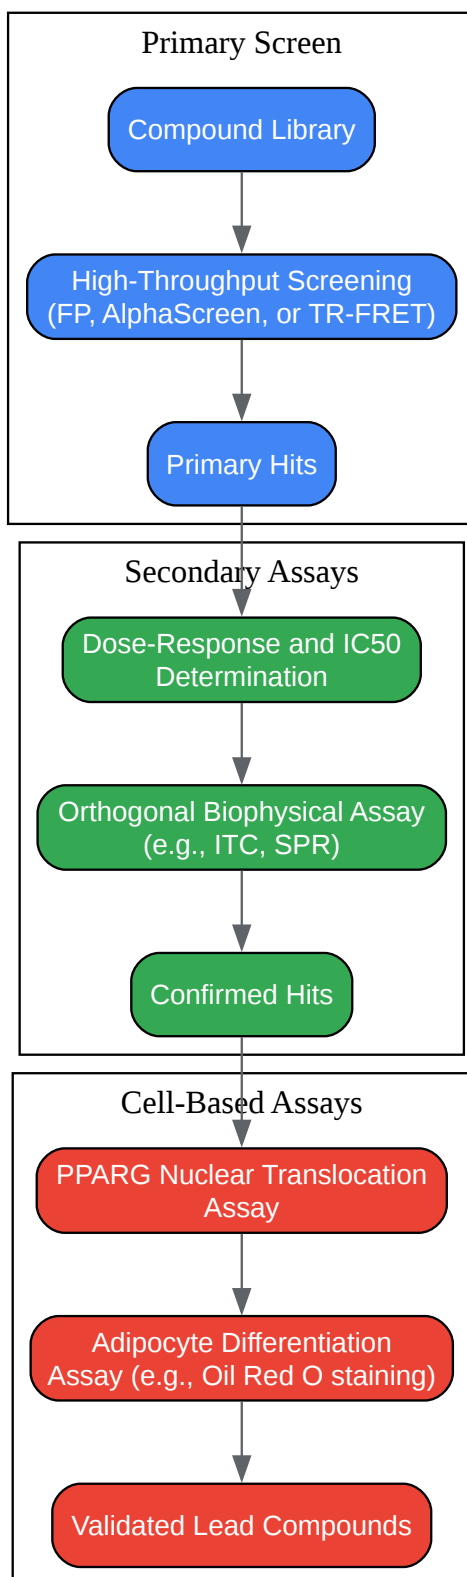 Primary Screen
Compound Library
High-Throughput Screening
(FP, AlphaScreen, or TR-FRET)
Primary Hits
Secondary Assays
Dose-Response and IC50
Determination
Orthogonal Biophysical Assay
(e.g., ITC, SPR)
Confirmed Hits
Cell-Based Assays
PPARG Nuclear Translocation
Assay
Adipocyte Differentiation
Assay (e.g., Oil Red O staining)
Validated Lead Compounds